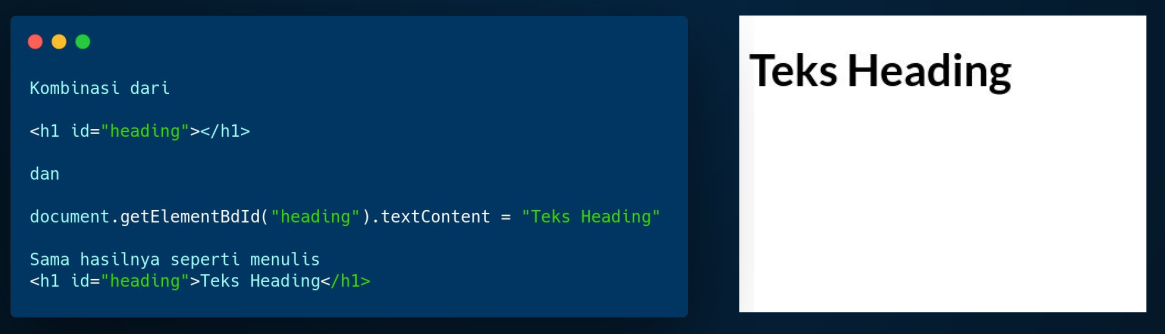 Kombinasi dari
<h1 id="heading"></h1>
dan
document.getElementBdId("heading").textContent = "Teks Heading"
Sama hasilnya seperti menulis
<h1 id="heading">Teks Heading</h1>
Teks Heading